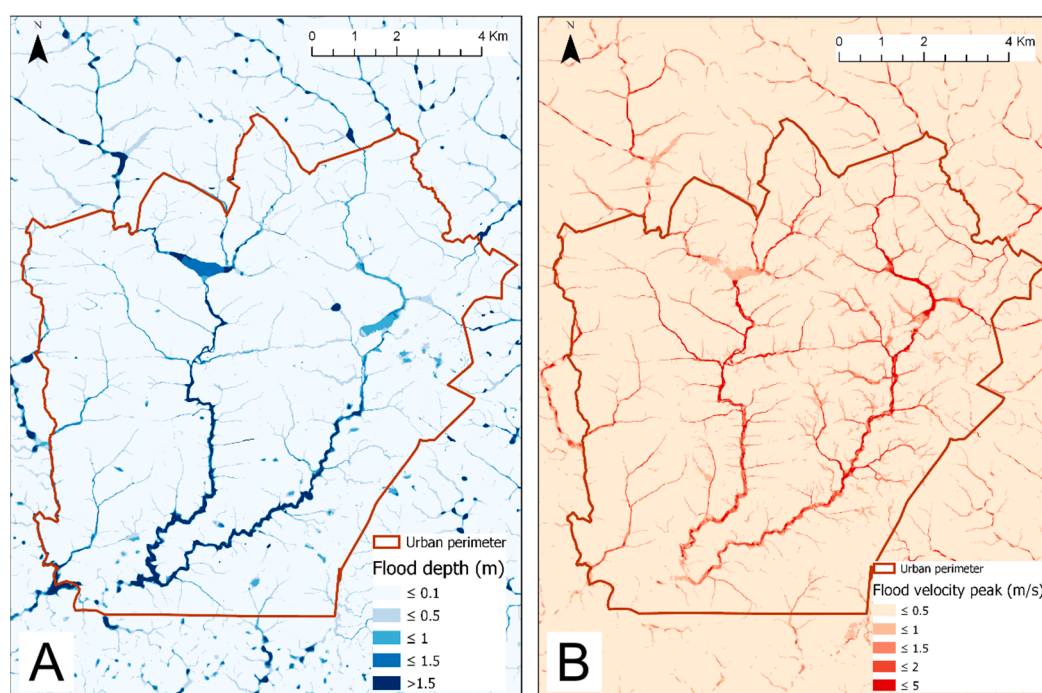 N
0 1 2 4 Km
Urban perimeter
Flood depth (m)
≤ 0.1
≤ 0.5
≤ 1
≤ 1.5
>1.5
A
N
0 1 2 4 Km
Urban perimeter
Flood velocity peak (m/s)
≤ 0.5
≤ 1
≤ 1.5
≤ 2
≤ 5
B